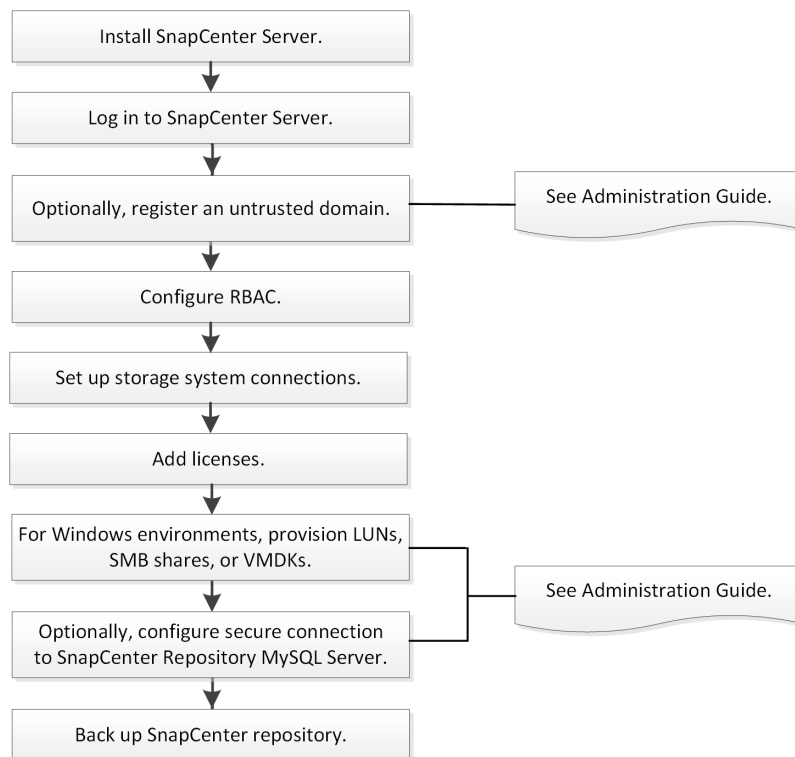 Install SnapCenter Server.
Log in to SnapCenter Server.
Optionally, register an untrusted domain.
See Administration Guide.
Configure RBAC.
Set up storage system connections.
Add licenses.
For Windows environments, provision LUNs,
SMB shares, or VMDKs.
See Administration Guide.
Optionally, configure secure connection
to SnapCenter Repository MySQL Server.
Back up SnapCenter repository.